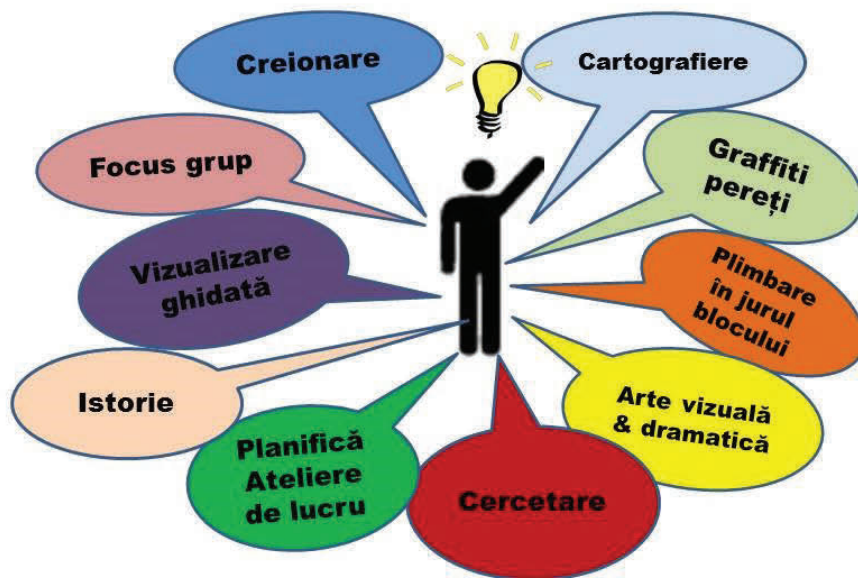 Creionare
Cartografiere
Focus grup
Graffiti
pereți
Vizualizare
ghidată
Plimbare
în jurul
blocului
Istorie
Arte vizuală
& dramatică
Planifică
Ateliere
de lucru
Cercetare